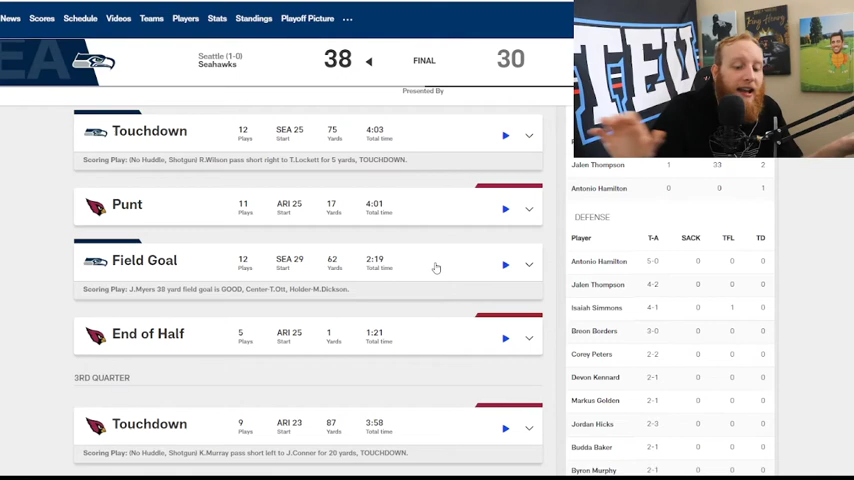 News Scores Schedule Videos Teams Players Stats Standings Playoff Picture
Seattle (1-0)
Seahawks
38
FINAL
30
Presented By
TEU
King Henry
Touchdown
12 SEA 25 75 4:03
Plays Start Yards Total time
Scoring Play: (No Huddle, Shotgun) R.Wilson pass short right to T.Lockett for 5 yards, TOUCHDOWN.
Punt
11 ARI 25 17 4:01
Plays Start Yards Total time
Field Goal
12 SEA 29 62 2:19
Plays Start Yards Total time
Scoring Play: J.Myers 38 yard field goal is GOOD, Center-T.Ott, Holder-M.Dickson.
End of Half
5 ARI 25 1 1:21
Plays Start Yards Total time
3RD QUARTER
Touchdown
9 ARI 23 87 3:58
Plays Start Yards Total time
Scoring Play: (No Huddle, Shotgun) K.Murray pass short left to J.Conner for 20 yards, TOUCHDOWN.
Jalen Thompson 1 33 2
Antonio Hamilton 0 0 1
DEFENSE
Player T-A SACK TFL TD
Antonio Hamilton 5-0 0 0 0
Jalen Thompson 4-2 0 0 0
Isaiah Simmons 4-1 0 1 0
Breon Borders 3-0 0 0 0
Corey Peters 2-2 0 0 0
Devon Kennard 2-1 0 0 0
Markus Golden 2-1 0 0 0
Jordan Hicks 2-3 0 0 0
Budda Baker 2-1 0 0 0
Byron Murphy 2-1 0 0 0